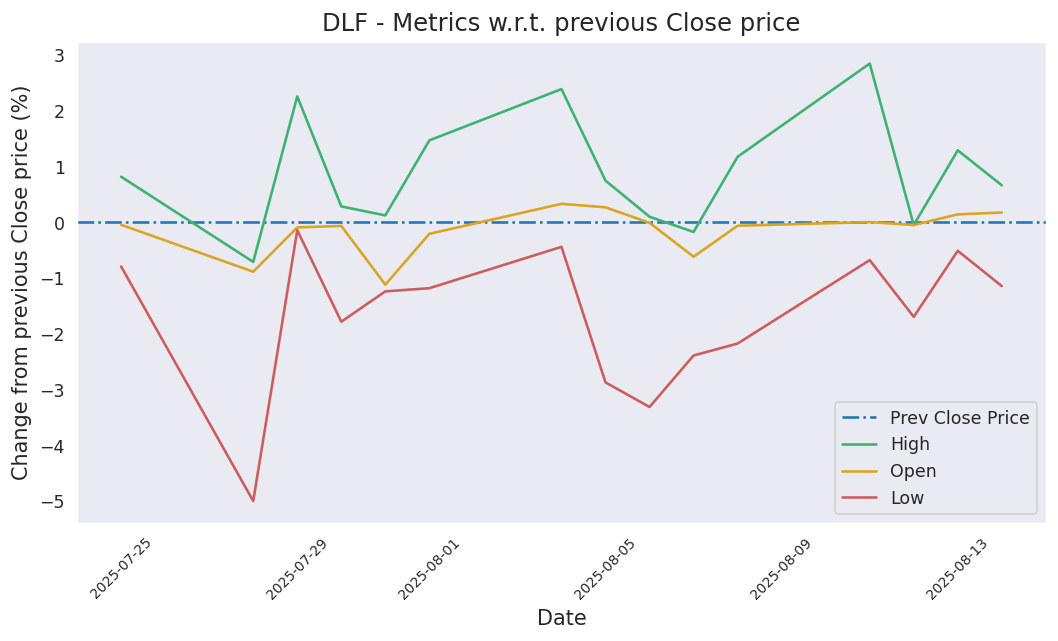 DLF - Metrics w.r.t. previous Close price
Change from previous Close price (%)
3
2
1
0
−1
−2
−3
−4
−5
Prev Close Price
High
Open
Low
2025-07-25
2025-07-29
2025-08-01
2025-08-05
2025-08-09
2025-08-13
Date